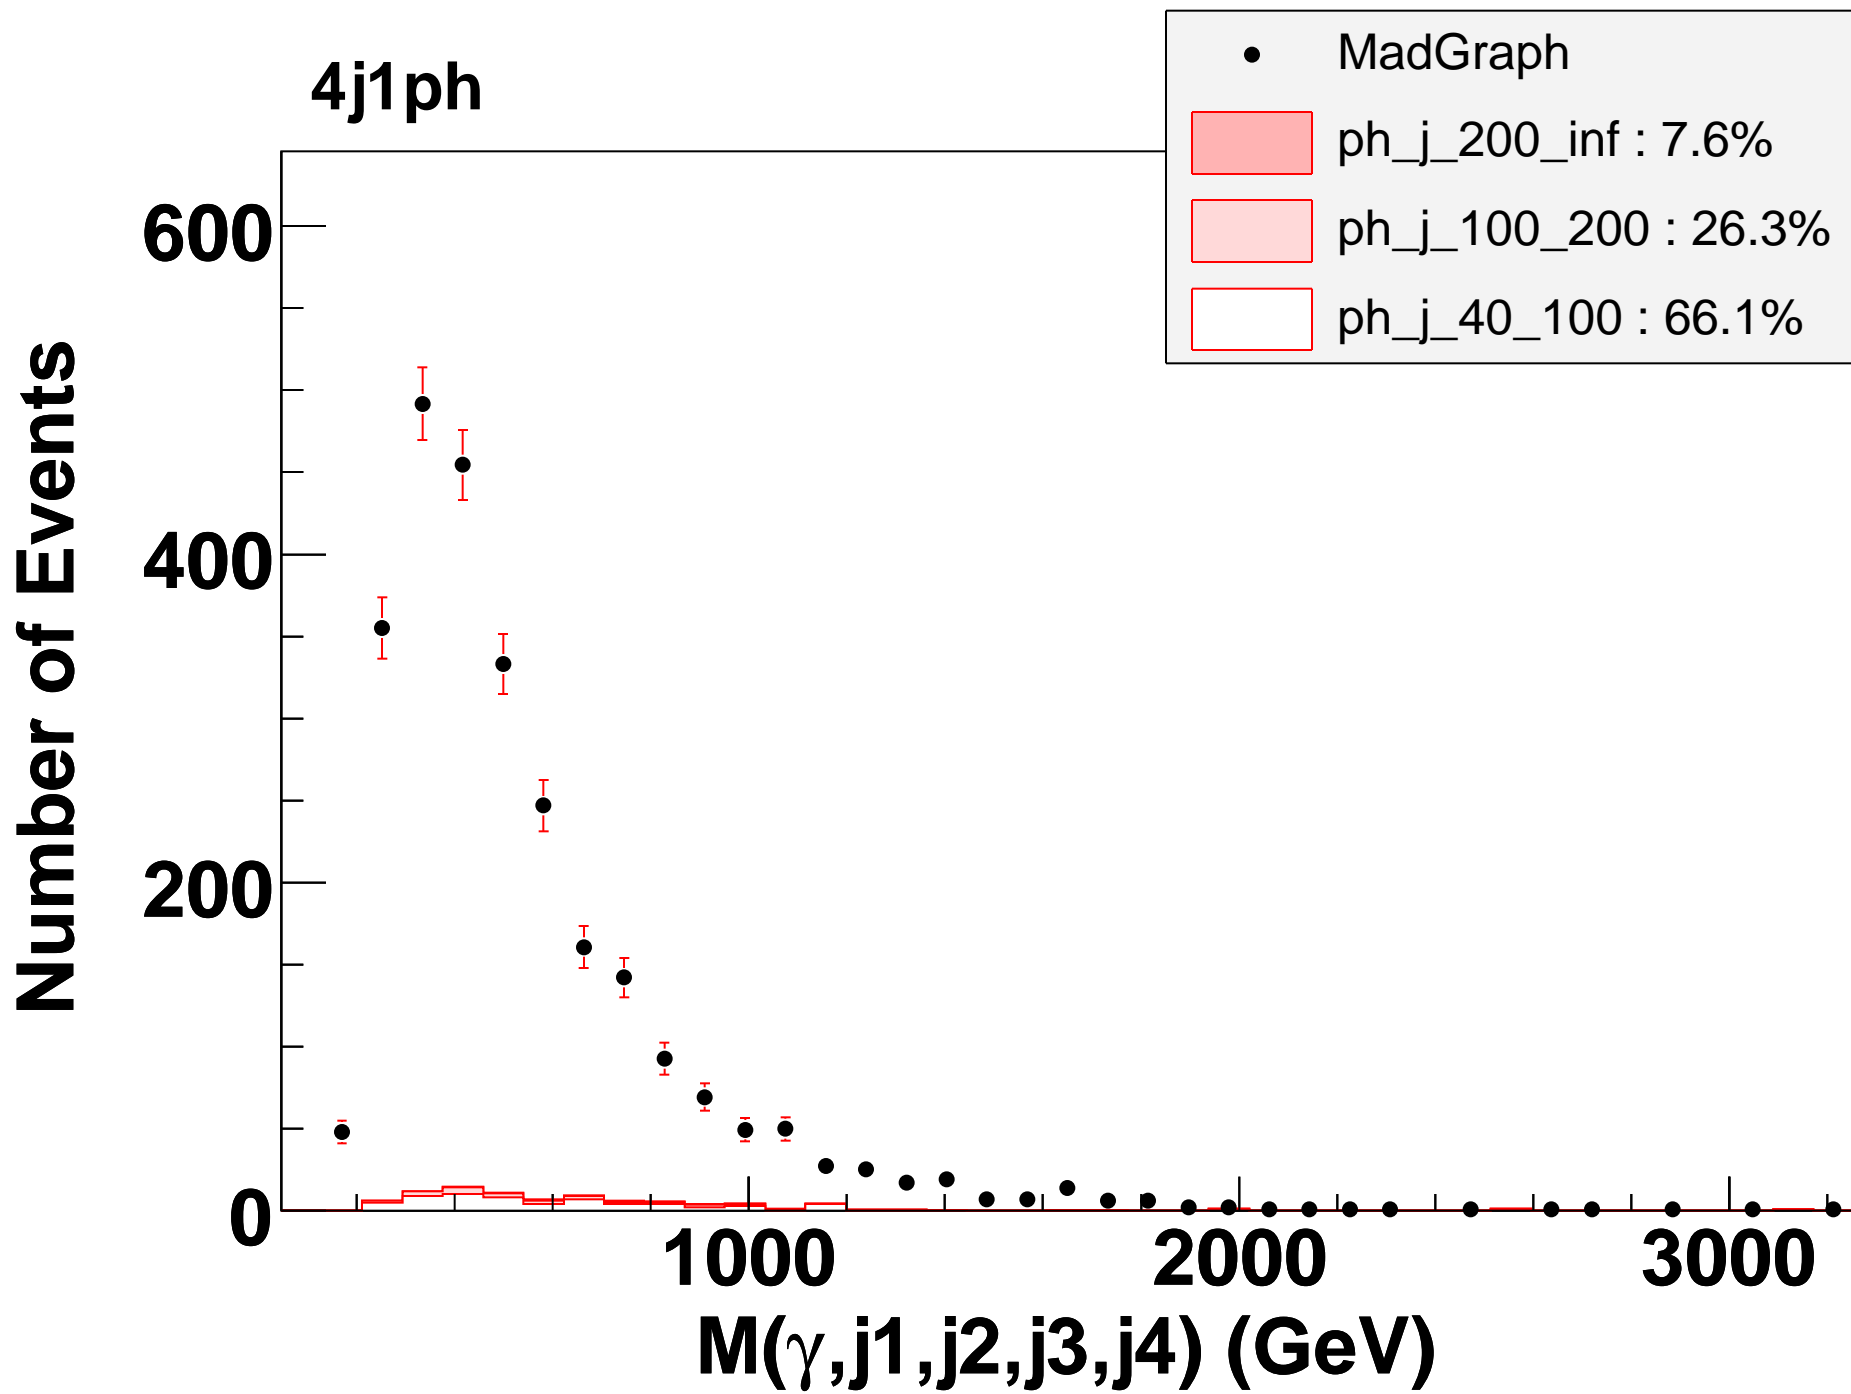 4j1ph
MadGraph
ph_j_200_inf : 7.6%
ph_j_100_200 : 26.3%
ph_j_40_100 : 66.1%
Number of Events
600
400
200
0
1000
2000
3000
M(γ,j1,j2,j3,j4) (GeV)